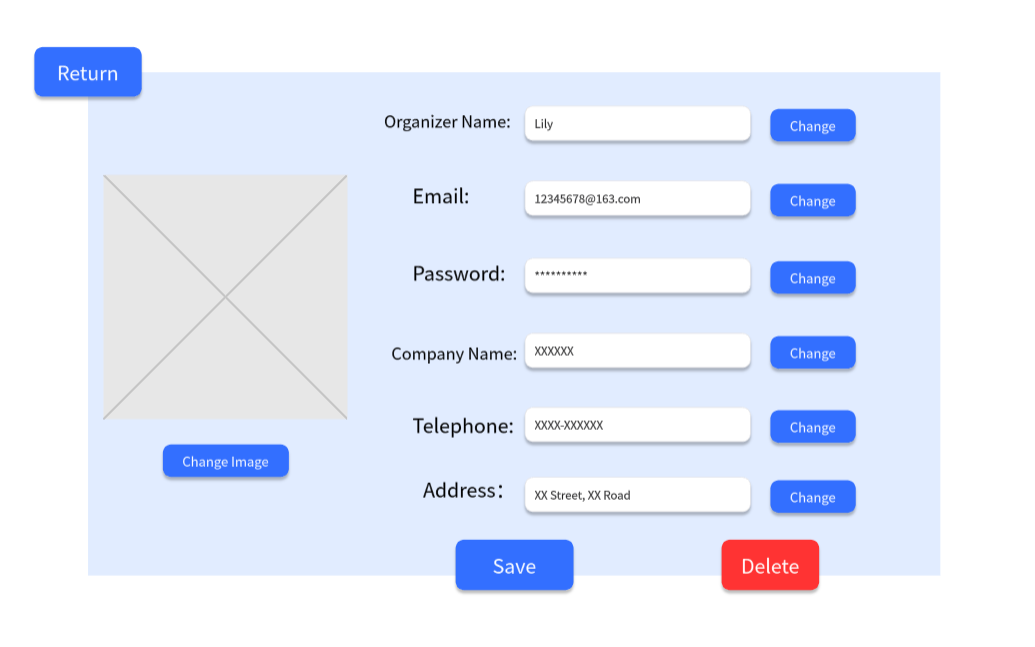 Return
Organizer Name: Lily Change
Email: 12345678@163.com Change
Password: ********** Change
Company Name: XXXXXX Change
Telephone: XXXX-XXXXXX Change
Change Image
Address： XX Street, XX Road Change
Save Delete